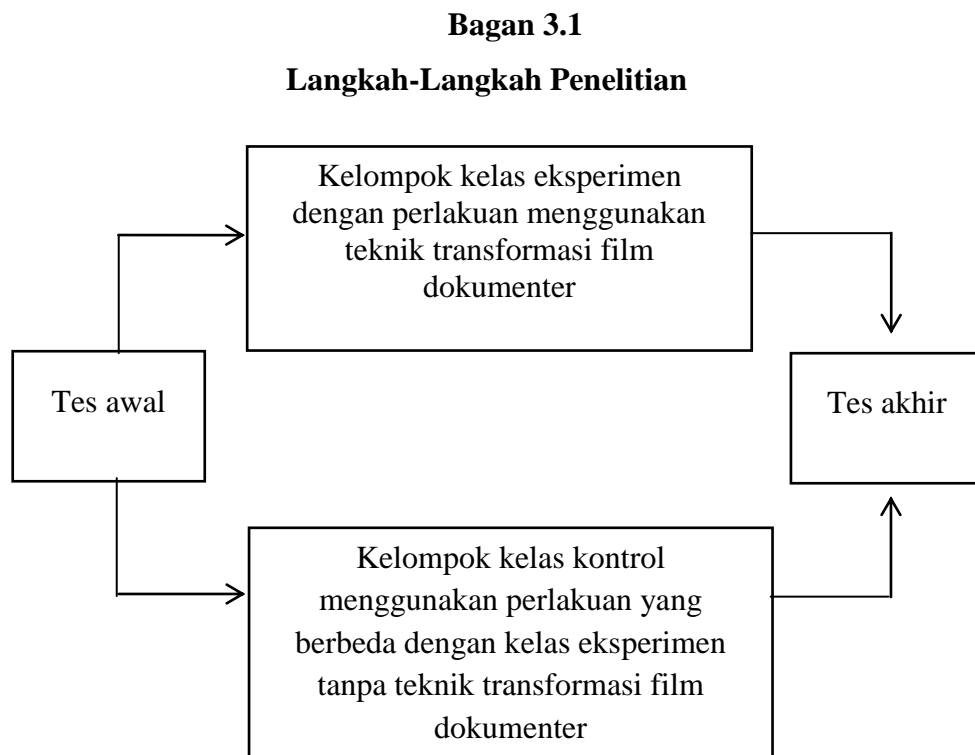 Bagan 3.1
Langkah-Langkah Penelitian
Kelompok kelas eksperimen
dengan perlakuan menggunakan
teknik transformasi film
dokumenter
Tes awal
Tes akhir
Kelompok kelas kontrol
menggunakan perlakuan yang
berbeda dengan kelas eksperimen
tanpa teknik transformasi film
dokumenter